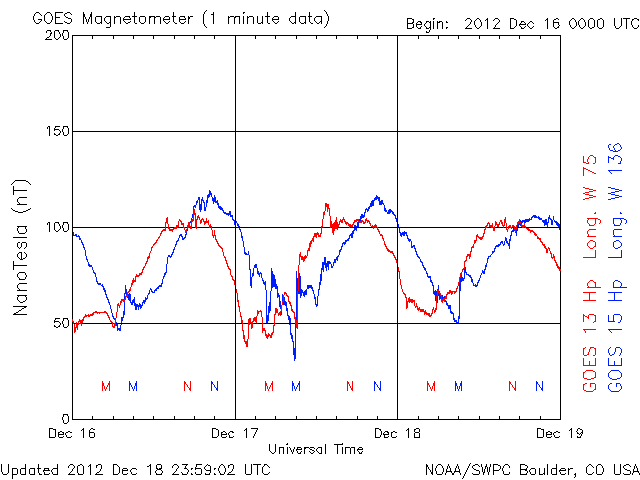 GOES Magnetometer (1 minute data)
Begin: 2012 Dec 16 0000 UTC
200
150
100
50
0
NanoTesla (nT)
M M N N M M N N M M N N
Dec 16 Dec 17 Dec 18 Dec 19
Universal Time
GOES 13 Hp Long. W 75
GOES 15 Hp Long. W 136
Updated 2012 Dec 18 23:59:02 UTC
NOAA/SWPC Boulder, CO USA